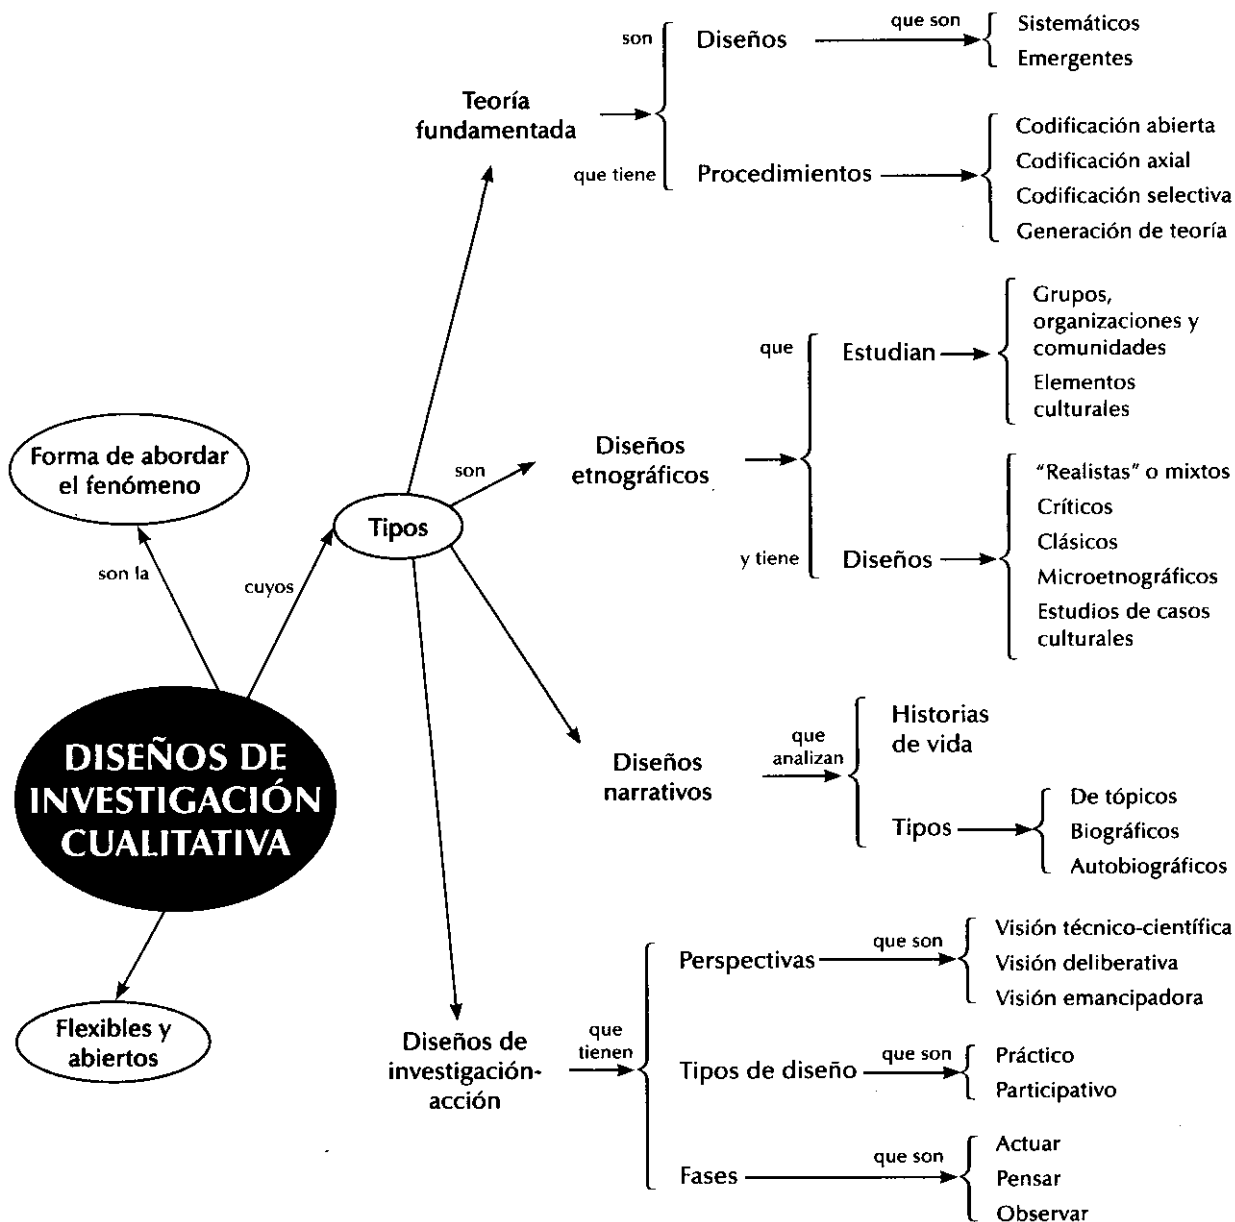 son
Diseños
que son
Sistemáticos
Emergentes
Teoría
fundamentada
que tiene
Procedimientos
Codificación abierta
Codificación axial
Codificación selectiva
Generación de teoría
Forma de abordar
el fenómeno
son la
cuyos
Tipos
son
Diseños
etnográficos
que
Estudian
Grupos,
organizaciones y
comunidades
Elementos
culturales
y tiene
Diseños
"Realistas" o mixtos
Críticos
Clásicos
Microetnográficos
Estudios de casos
culturales
DISEÑOS DE
INVESTIGACIÓN
CUALITATIVA
Diseños
narrativos
que
analizan
Historias
de vida
Tipos
De tópicos
Biográficos
Autobiográficos
Flexibles y
abiertos
Diseños de
investigación-
acción
que
tienen
Perspectivas
que son
Visión técnico-científica
Visión deliberativa
Visión emancipadora
Tipos de diseño
que son
Práctico
Participativo
Fases
que son
Actuar
Pensar
Observar